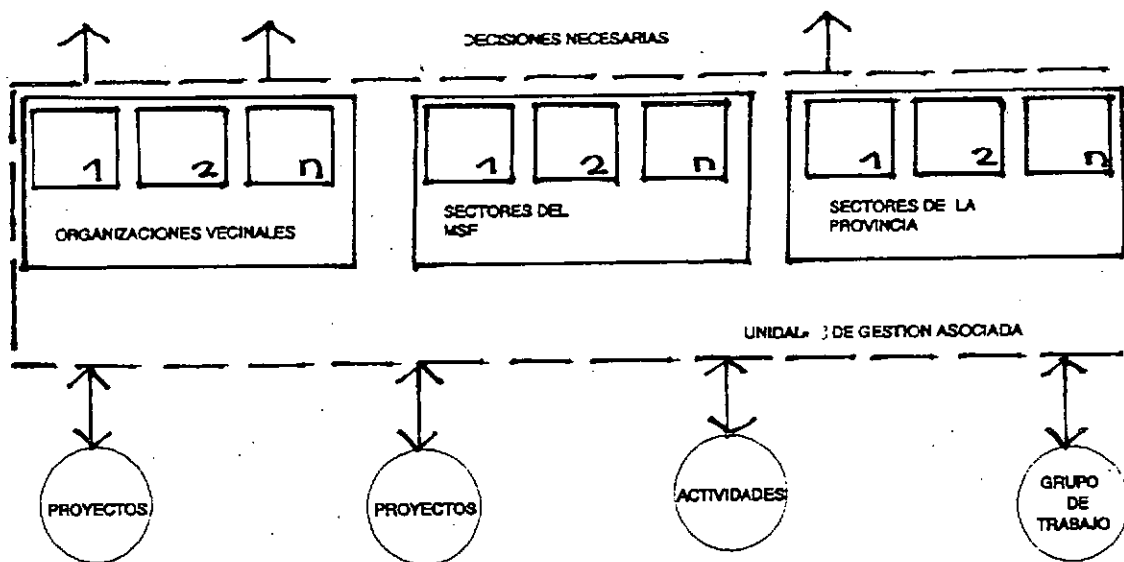 DECISIONES NECESARIAS
1 2 n
1 2 n
1 2 n
ORGANIZACIONES VECINALES
SECTORES DEL
MSF
SECTORES DE LA
PROVINCIA
DE GESTION ASOCIADA
PROYECTOS
PROYECTOS
ACTIVIDADES
GRUPO
DE
TRABAJO